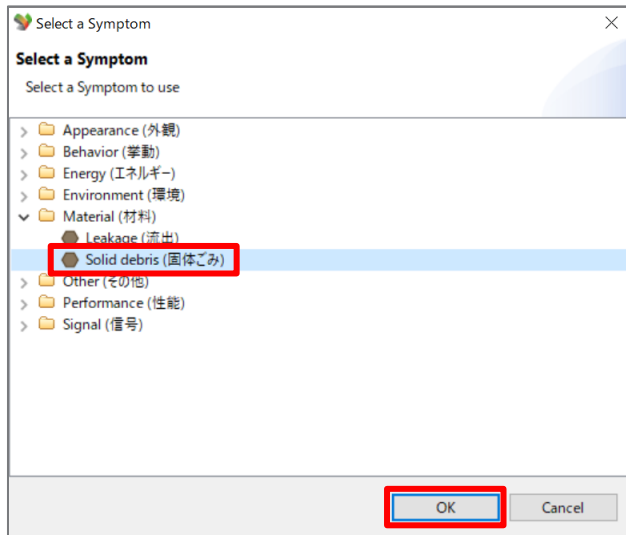 Select a Symptom
Select a Symptom
Select a Symptom to use
Appearance (外観)
Behavior (挙動)
Energy (エネルギー)
Environment (環境)
Material (材料)
Leakage (流出)
Solid debris (固体ごみ)
Other (その他)
Performance (性能)
Signal (信号)
OK Cancel